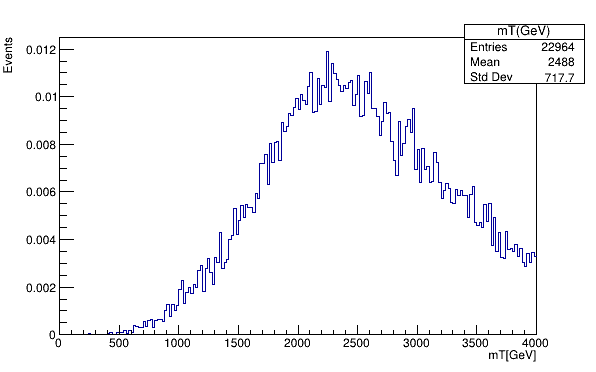 mT(GeV)
Entries 22964
Mean 2488
Std Dev 717.7
Events
0.012
0.01
0.008
0.006
0.004
0.002
0
0 500 1000 1500 2000 2500 3000 3500 4000
mT[GeV]